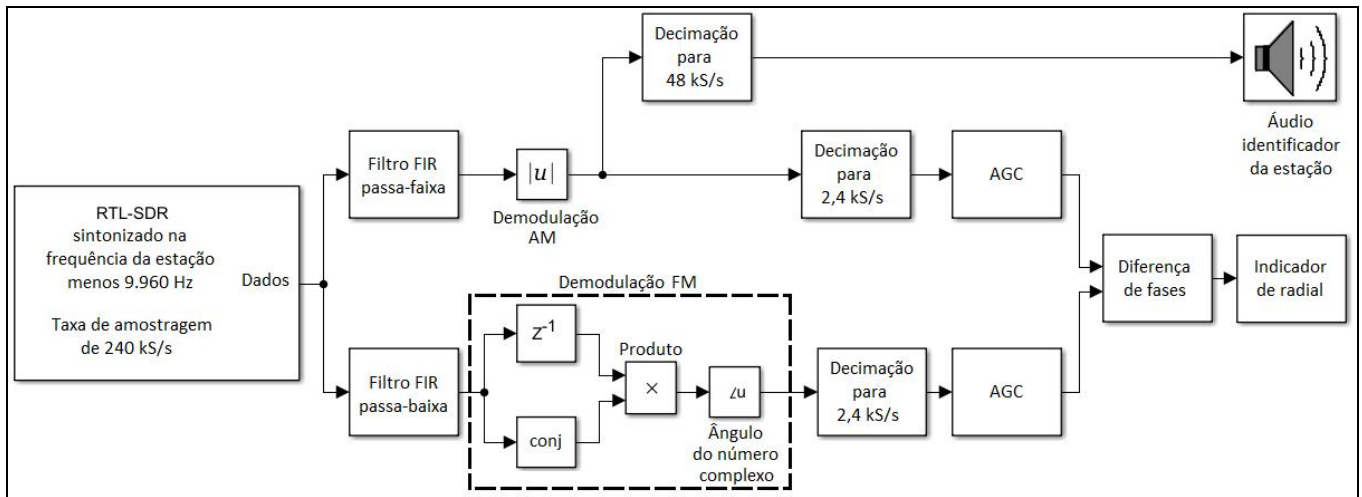 Decimação
para
48 kS/s
Áudio
identificador
da estação
Filtro FIR
passa-faixa
|u|
Demodulação
AM
Decimação
para
2,4 kS/s
AGC
RTL-SDR
sintonizado na
frequência da estação
menos 9.960 Hz
Taxa de amostragem
de 240 kS/s
Dados
Diferença
de fases
Indicador
de radial
Demodulação FM
Filtro FIR
passa-baixa
Z-1
conj
Produto
×
∠u
Ângulo
do número
complexo
Decimação
para
2,4 kS/s
AGC